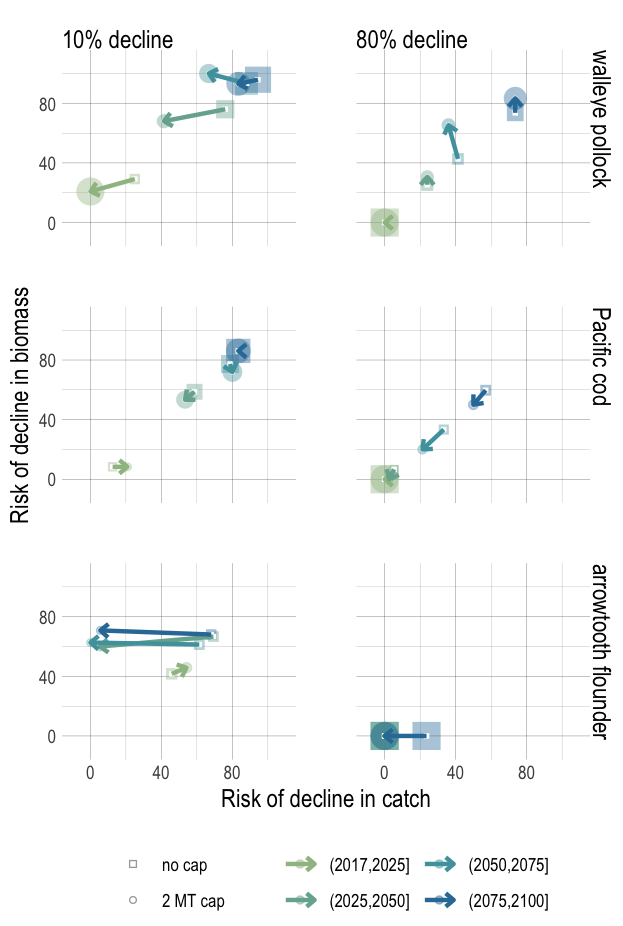 10% decline
80% decline
80
40
0
walleye pollock
Risk of decline in biomass
80
40
0
Pacific cod
80
40
0
arrowtooth flounder
0 40 80
0 40 80
Risk of decline in catch
no cap
(2017,2025]
(2050,2075]
2 MT cap
(2025,2050]
(2075,2100]